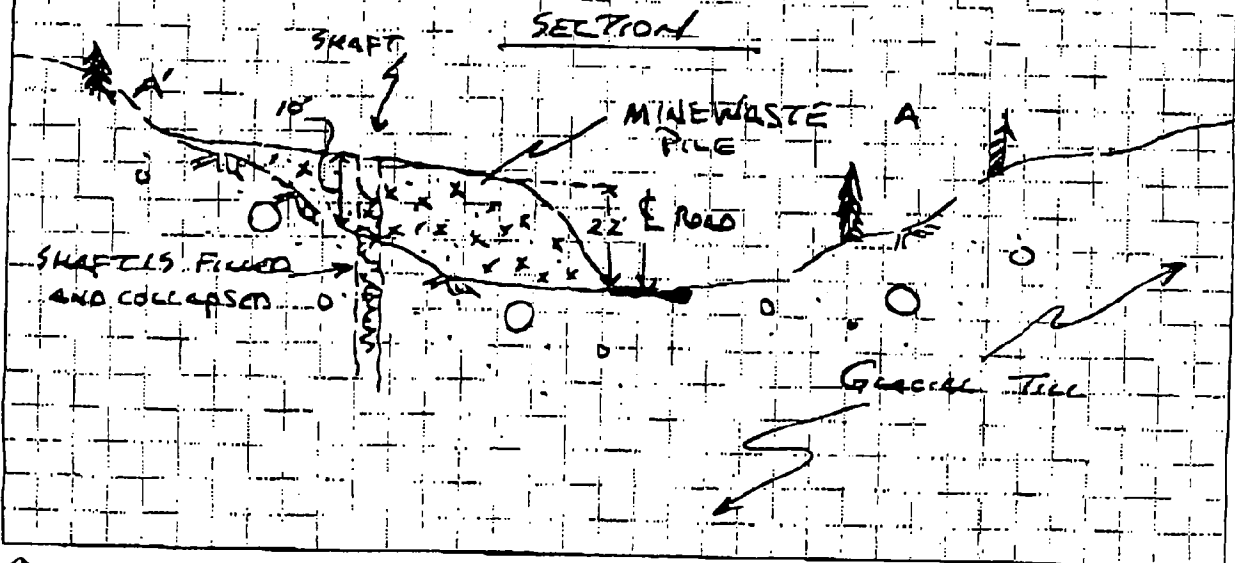 SECTION
SHAFT
A'
10'
MINEWASTE
PILE
A
22'
℄ ROAD
SHAFT IS FILLED
AND COLLAPSED
GLACIAL TILL